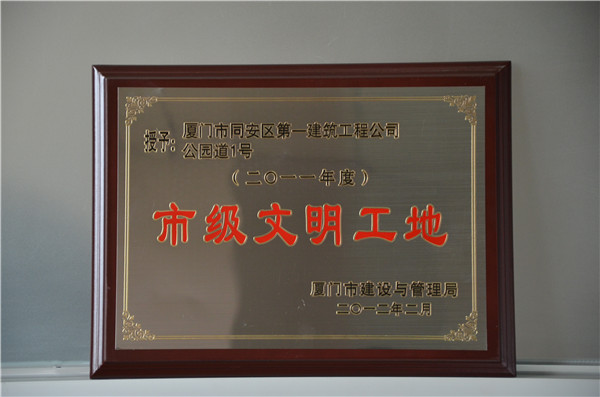 授予：厦门市同安区第一建筑工程公司
公园道1号
（二〇一一年度）
市级文明工地
厦门市建设与管理局
二〇一二年二月